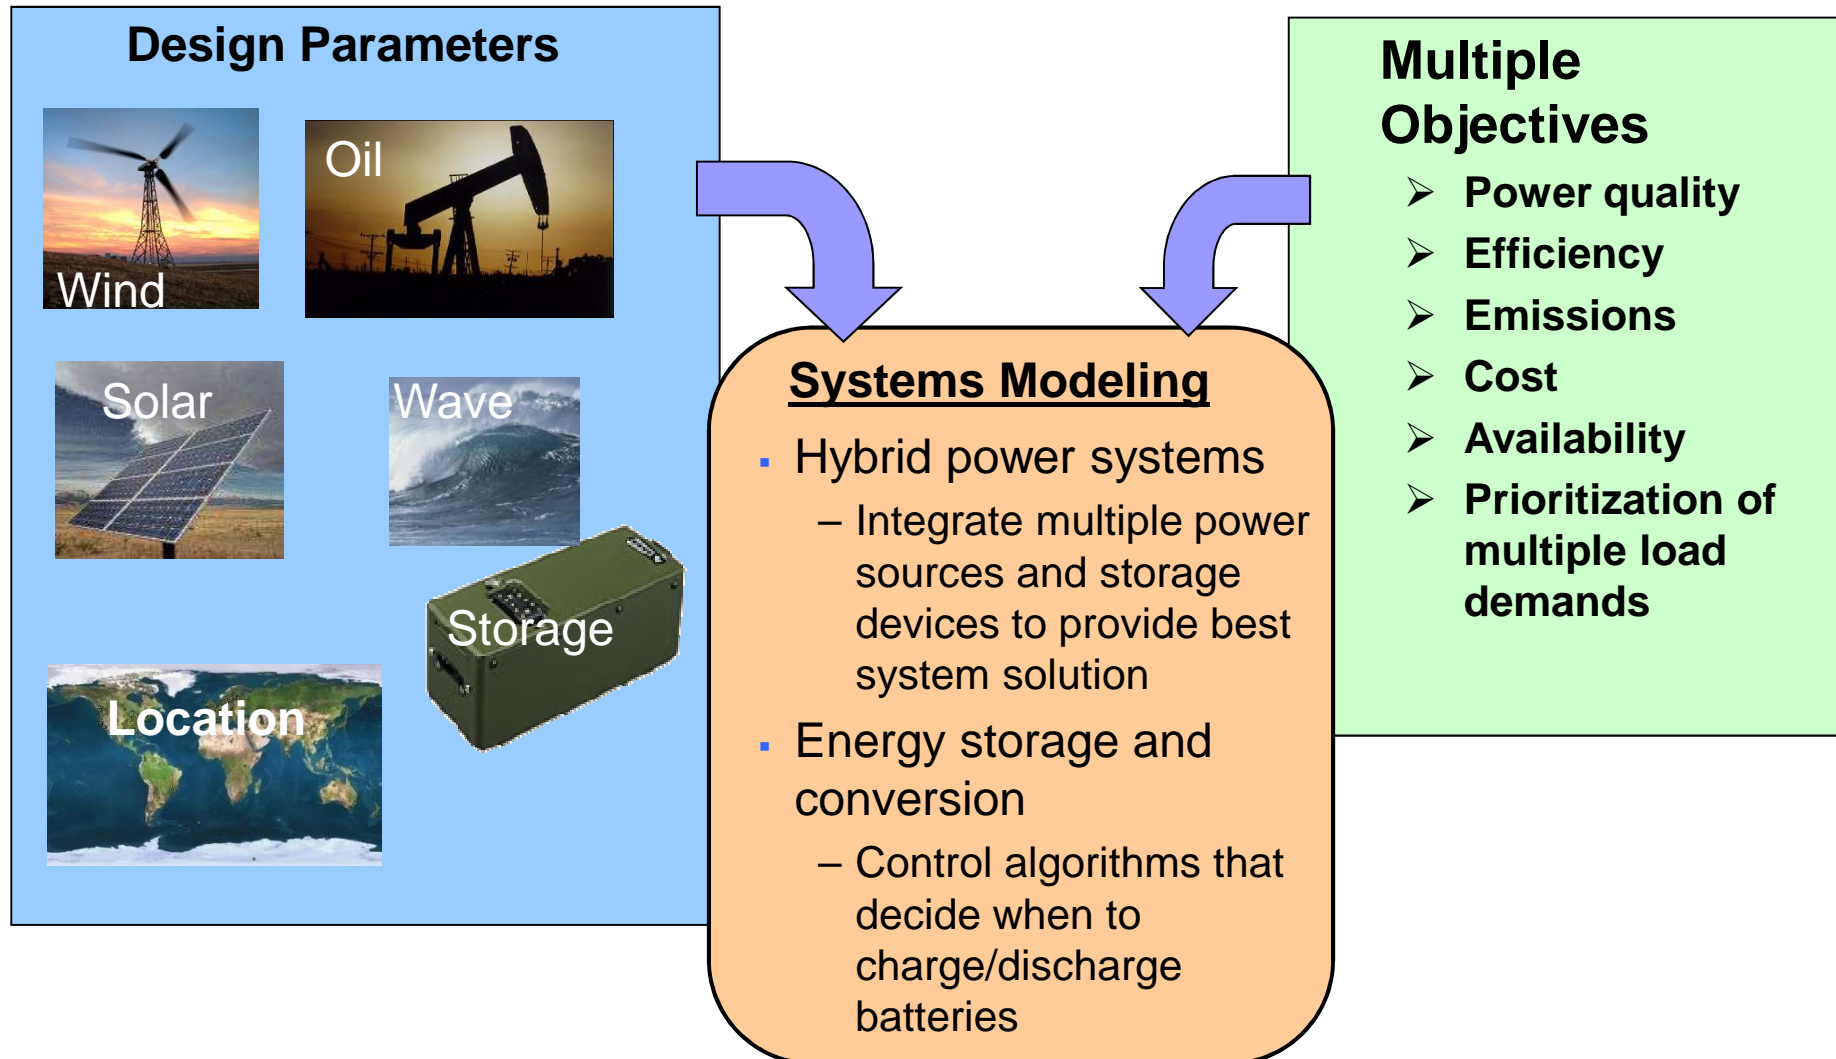 Design Parameters
Wind
Oil
Solar
Wave
Storage
Location
Multiple
Objectives
➢ Power quality
➢ Efficiency
➢ Emissions
➢ Cost
➢ Availability
➢ Prioritization of
multiple load
demands
Systems Modeling
▪ Hybrid power systems
– Integrate multiple power
sources and storage
devices to provide best
system solution
▪ Energy storage and
conversion
– Control algorithms that
decide when to
charge/discharge
batteries